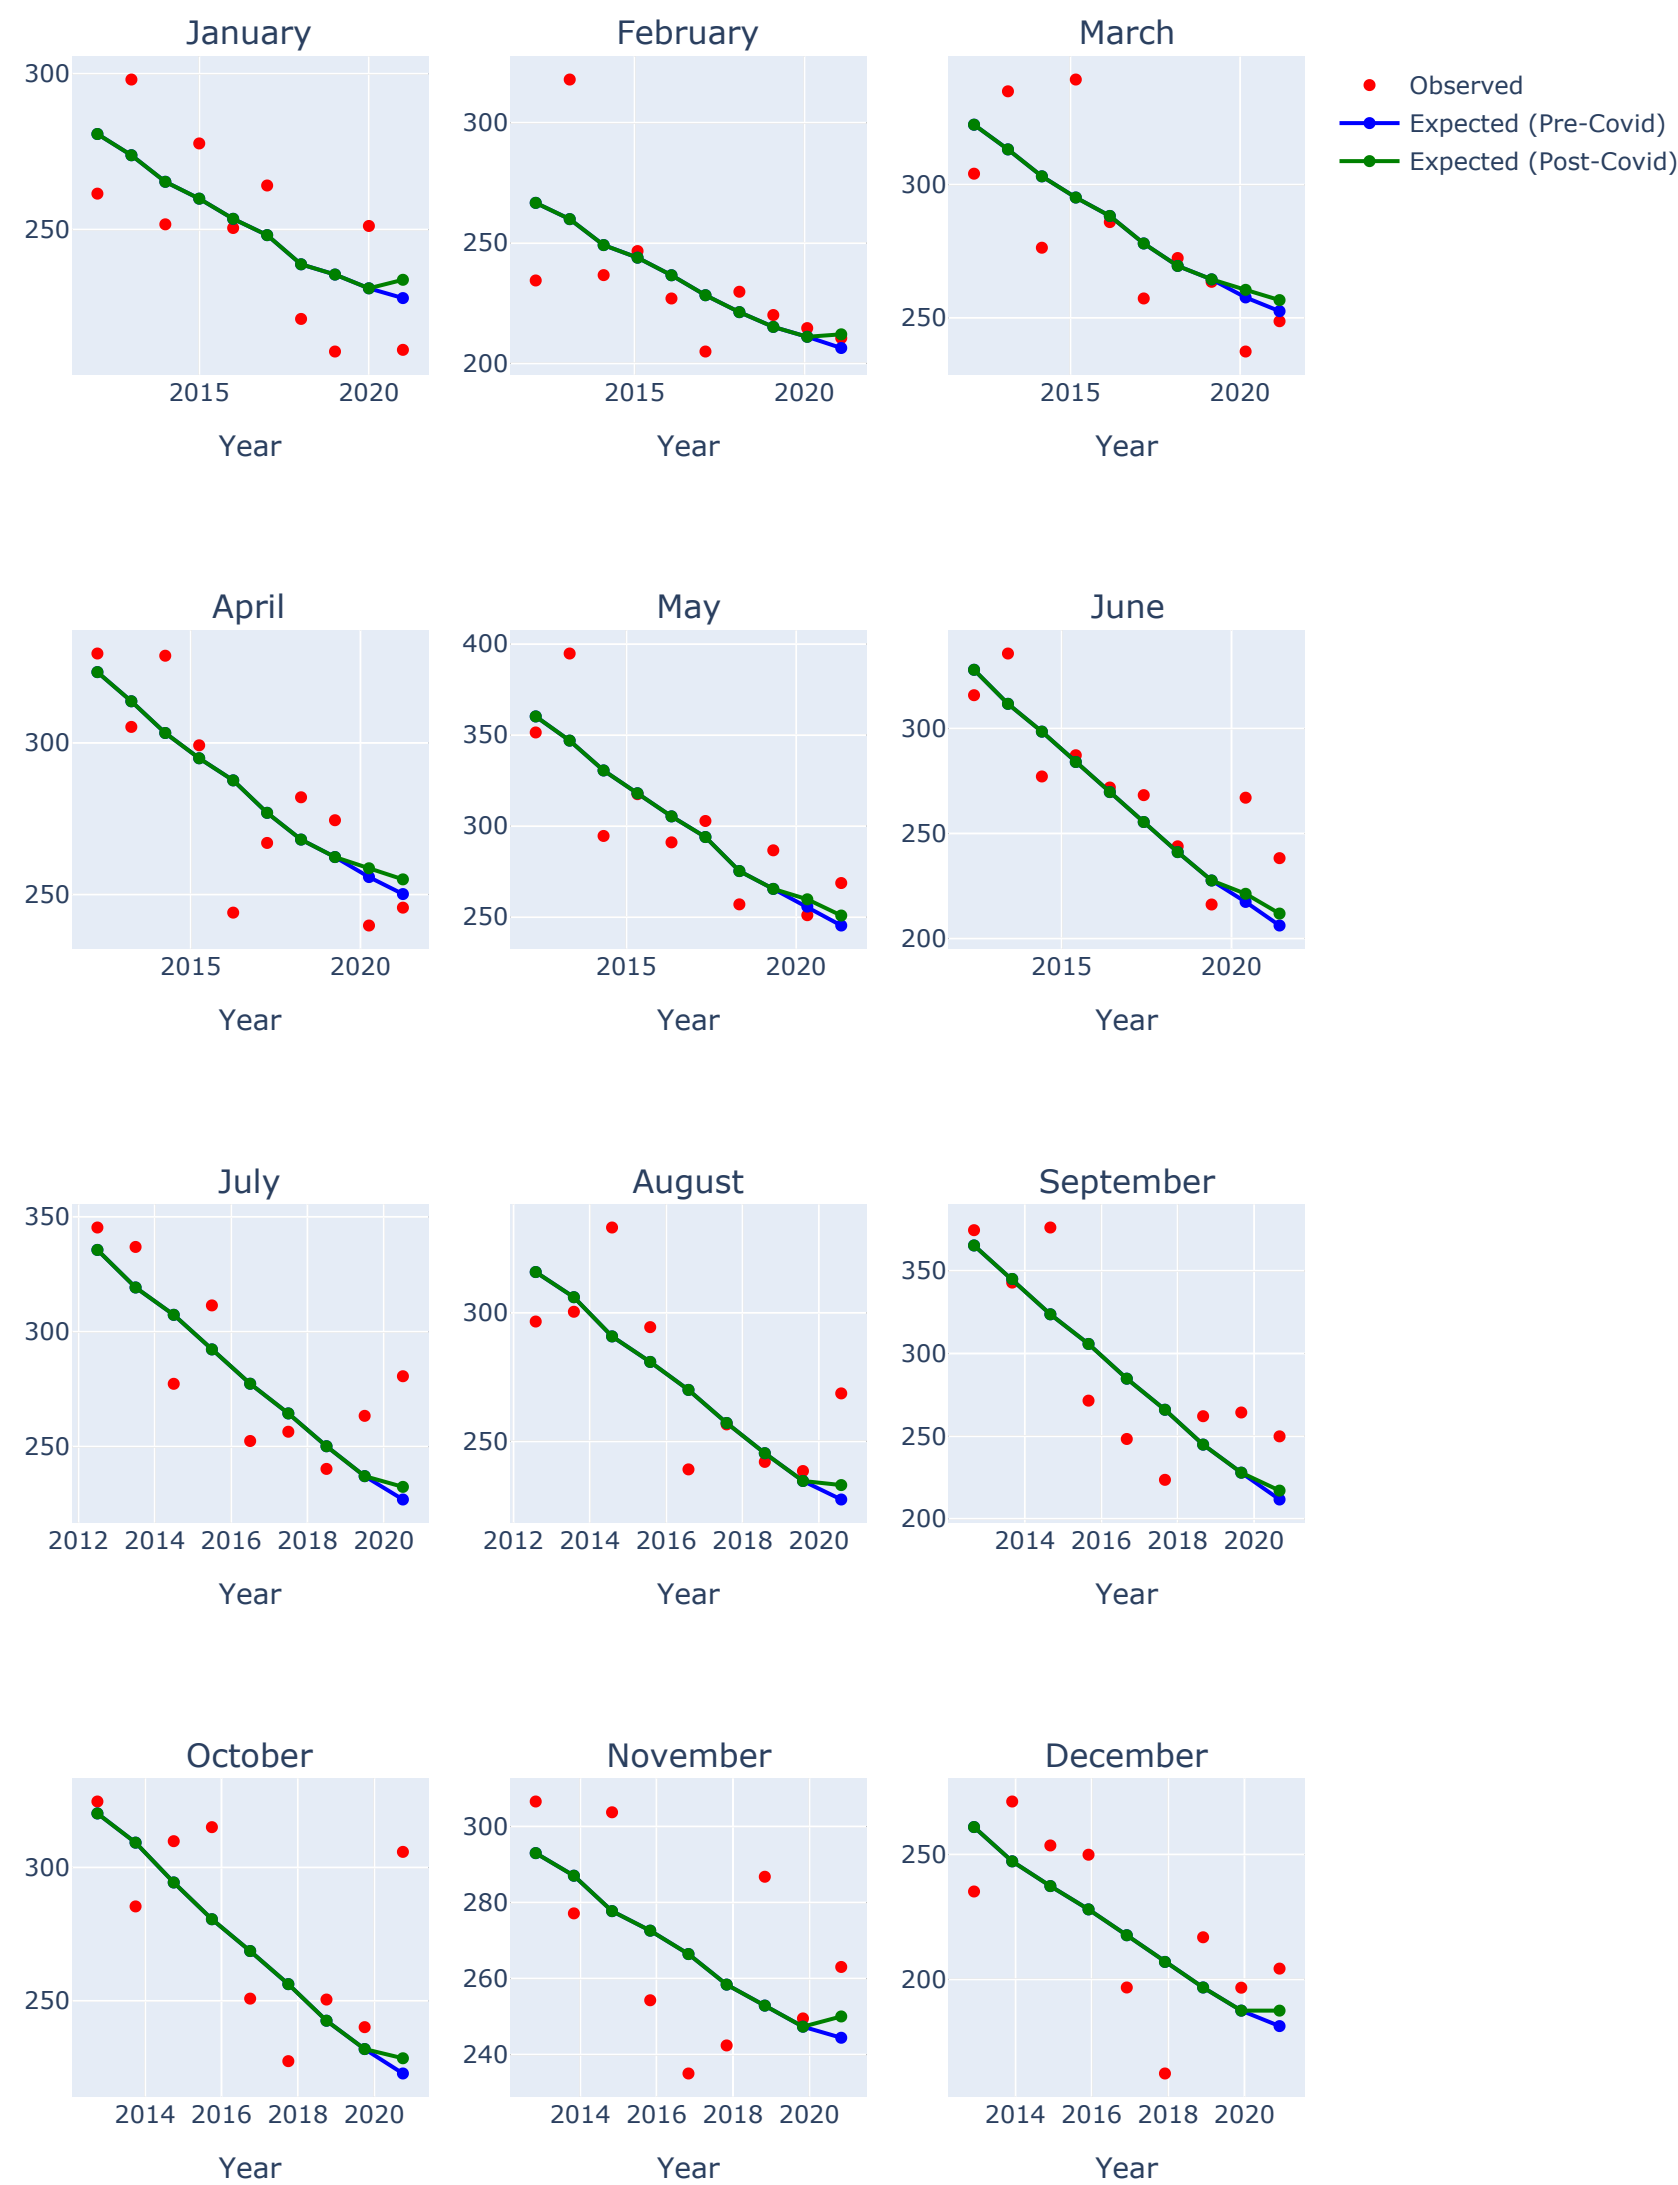 January
February
March
300
250
2015
2020
Year
300
250
200
2015
2020
Year
300
250
2015
2020
Year
Observed
Expected (Pre-Covid)
Expected (Post-Covid)
April
May
June
300
250
2015
2020
Year
400
350
300
250
2015
2020
Year
300
250
200
2015
2020
Year
July
August
September
350
300
250
2012
2014
2016
2018
2020
Year
300
250
2012
2014
2016
2018
2020
Year
350
300
250
200
2014
2016
2018
2020
Year
October
November
December
300
250
2014
2016
2018
2020
Year
300
280
260
240
2014
2016
2018
2020
Year
250
200
2014
2016
2018
2020
Year